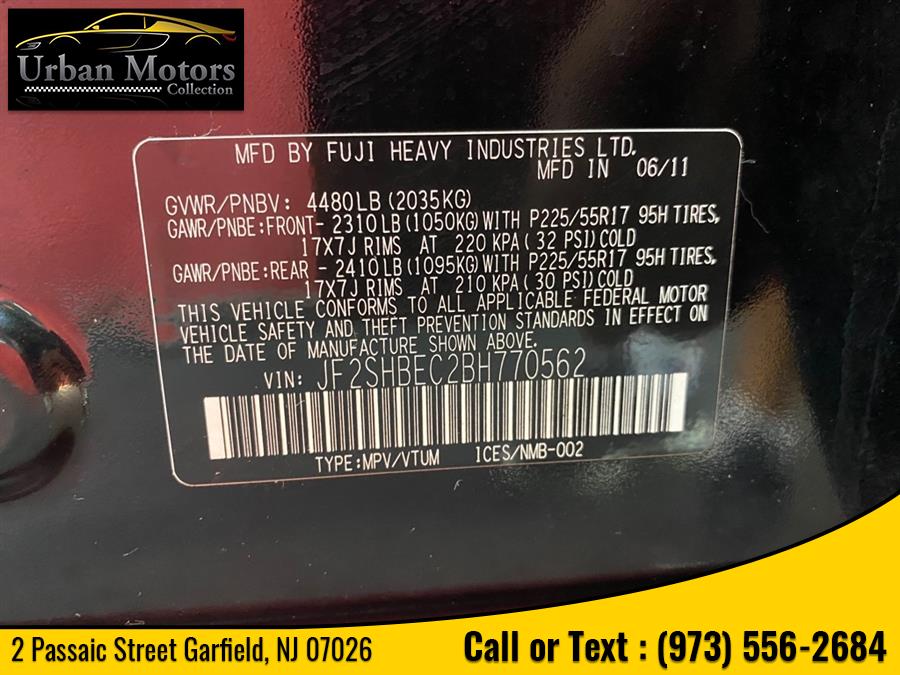 Urban Motors
Collection
MFD BY FUJI HEAVY INDUSTRIES LTD.
MFD IN 06/11
GVWR/PNBV: 4480LB (2035KG)
GAWR/PNBE:FRONT- 2310LB (1050KG) WITH P225/55R17 95H TIRES,
17X7J RIMS AT 220 KPA ( 32 PSI) COLD
GAWR/PNBE:REAR - 2410LB (1095KG) WITH P225/55R17 95H TIRES,
17X7J RIMS AT 210 KPA ( 30 PSI) COLD
THIS VEHICLE CONFORMS TO ALL APPLICABLE FEDERAL MOTOR
VEHICLE SAFETY AND THEFT PREVENTION STANDARDS IN EFFECT ON
THE DATE OF MANUFACTURE SHOWN ABOVE.
VIN: JF2SHBEC2BH770562
TYPE:MPV/VTUM ICES/NMB-002
2 Passaic Street Garfield, NJ 07026
Call or Text : (973) 556-2684